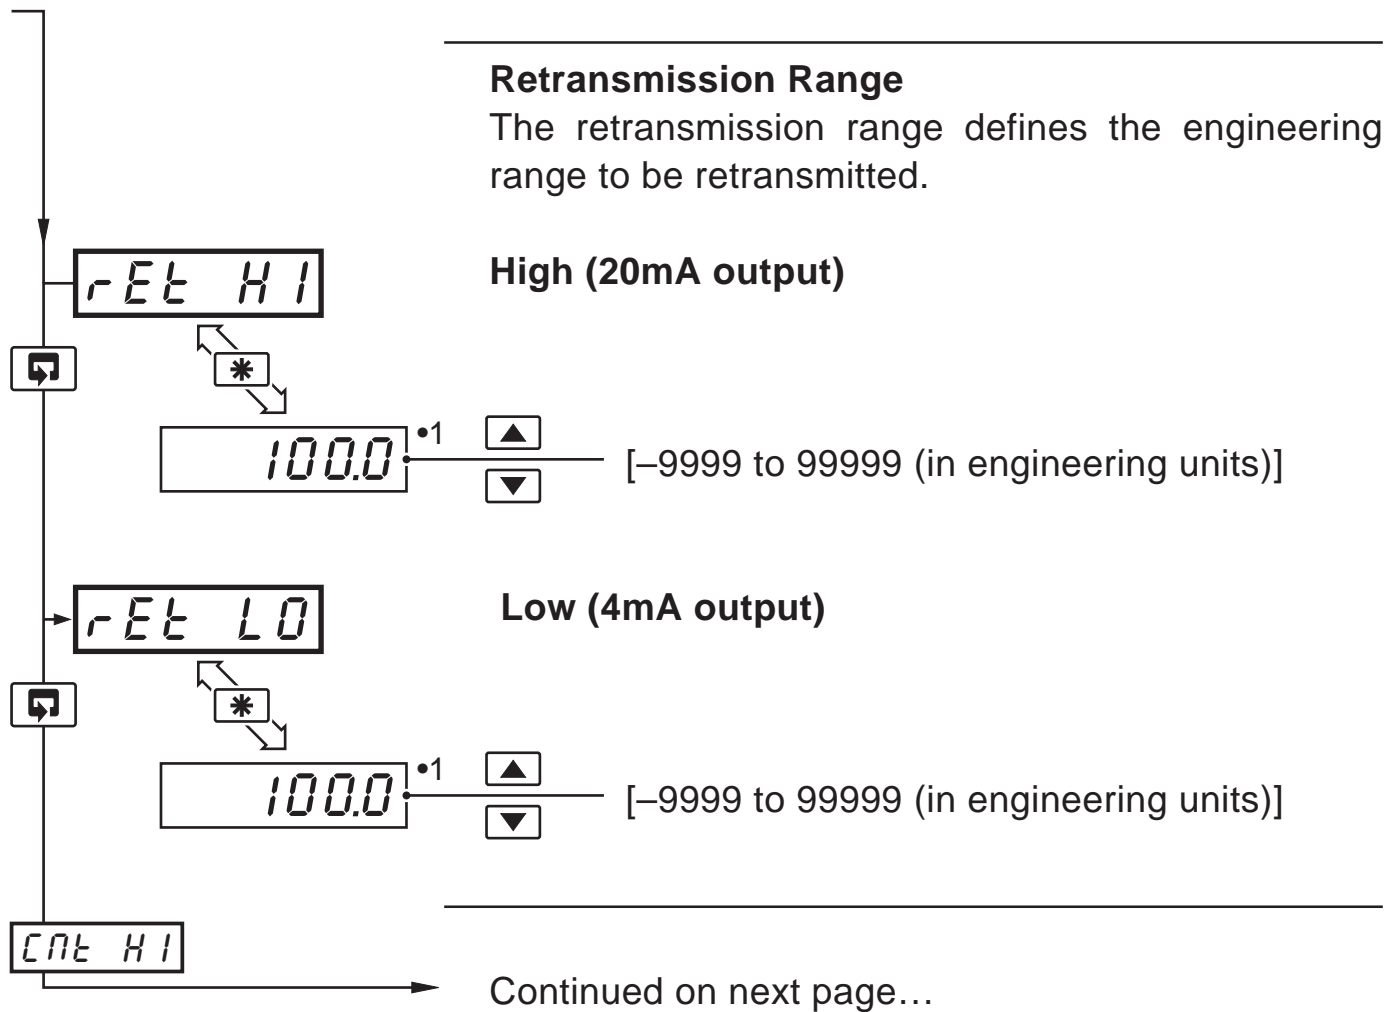 Retransmission Range
The retransmission range defines the engineering
range to be retransmitted.
rEt HI
High (20mA output)
100.0 •1
[–9999 to 99999 (in engineering units)]
rEt LO
Low (4mA output)
100.0 •1
[–9999 to 99999 (in engineering units)]
Cnt HI
Continued on next page…